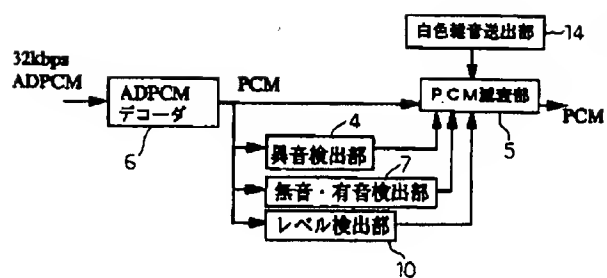 白色雑音送出部
14
32kbps
ADPCM
ADPCM
デコーダ
6
PCM
PCM減衰部
5
PCM
4
異音検出部
7
無音・有音検出部
レベル検出部
10